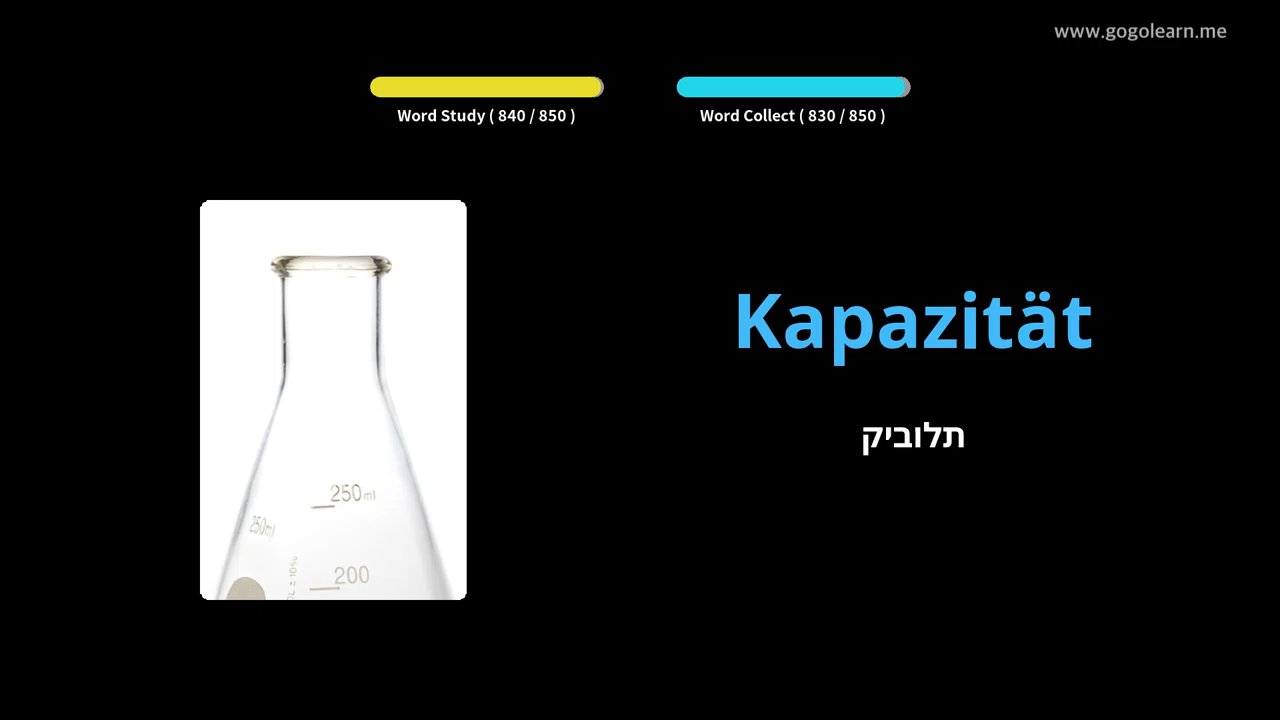 www.gogolearn.me
Word Study ( 840 / 850 )
Word Collect ( 830 / 850 )
Kapazität
תלוביק
250ml
250ml
200